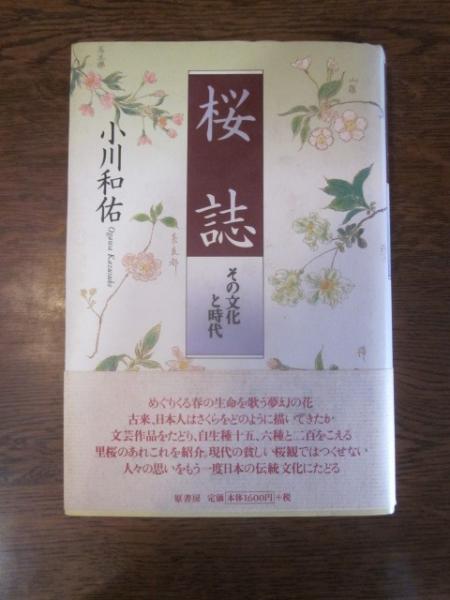 桜誌
その文化
と時代
小川和佑
Ogawa Kazusuke
奈良都
めぐりくる春の生命を歌う夢幻の花
古来、日本人はさくらをどのように描いてきたか
文芸作品をたどり、自生種十五、六種と二百をこえる
里桜のあれこれを紹介。現代の貧しい桜観ではつくせない
人々の思いをもう一度日本の伝統文化にたどる
原書房 定価 本体1600円 +税